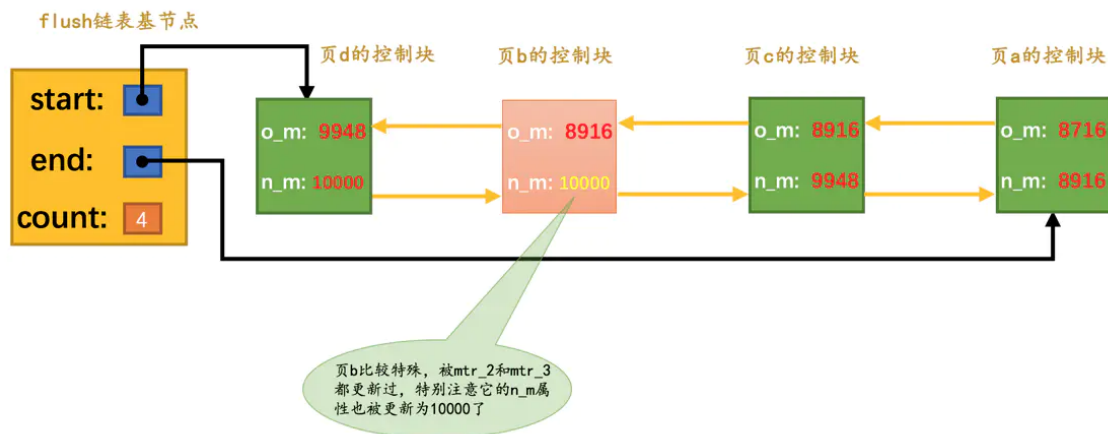 flush链表基节点
页d的控制块
页b的控制块
页c的控制块
页a的控制块
start:
end:
count: 4
o_m: 9948
n_m: 10000
o_m: 8916
n_m: 10000
o_m: 8916
n_m: 9948
o_m: 8716
n_m: 8916
页b比较特殊，被mtr_2和mtr_3
都更新过，特别注意它的n_m属
性也被更新为10000了